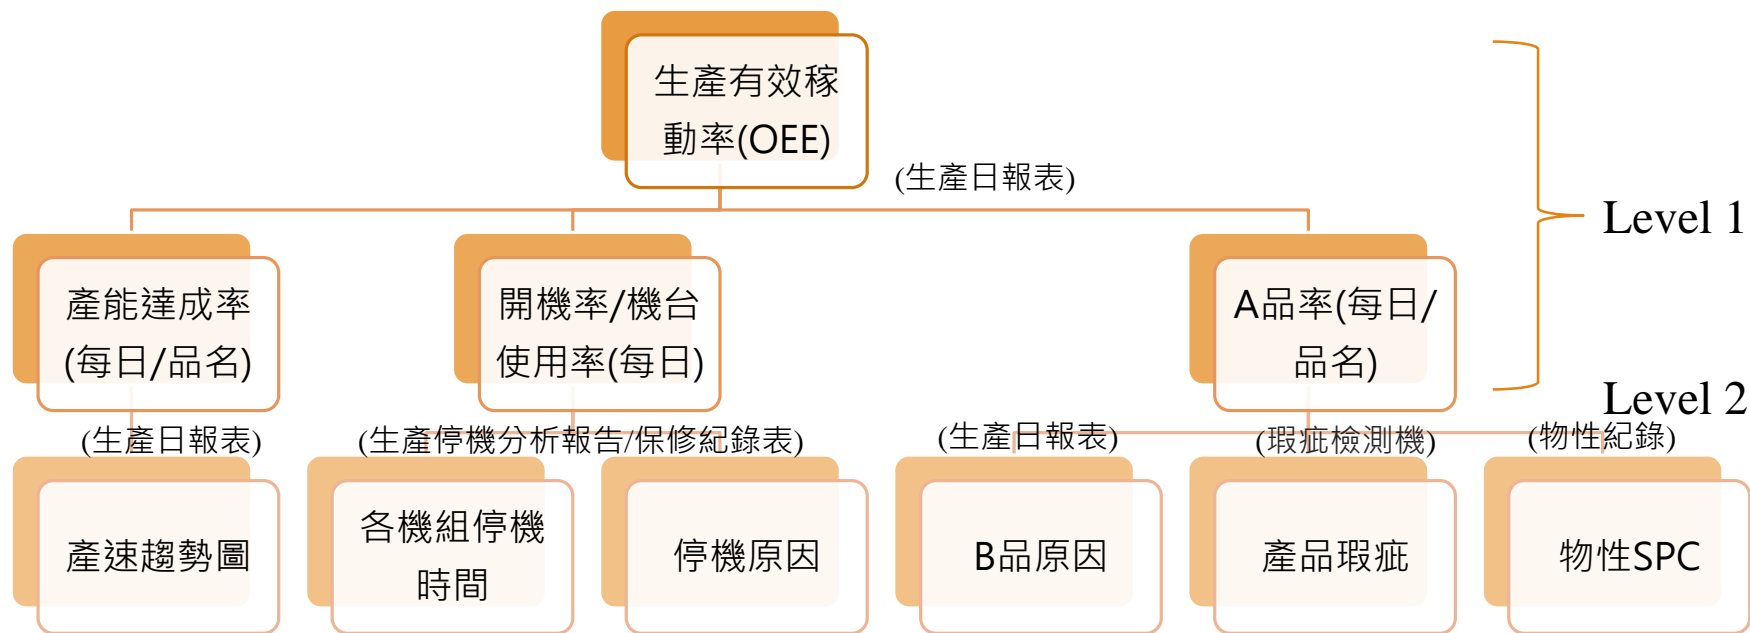 生產有效稼
動率(OEE)
(生產日報表)
Level 1
產能達成率
(每日/品名)
開機率/機台
使用率(每日)
A品率(每日/
品名)
Level 2
(生產日報表)
(生產停機分析報告/保修紀錄表)
(生產日報表)
(瑕疵檢測機)
(物性紀錄)
產速趨勢圖
各機組停機
時間
停機原因
B品原因
產品瑕疵
物性SPC